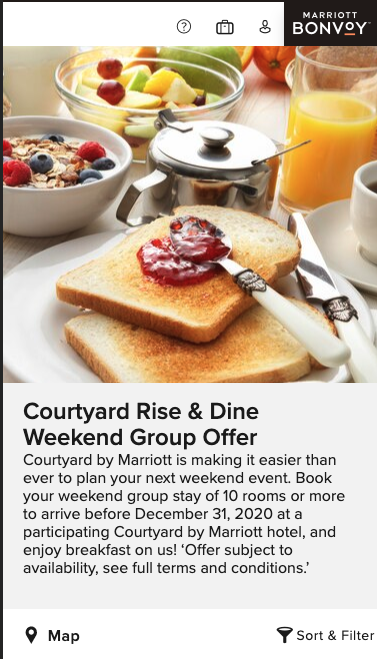 MARRIOTT
BONVOY
Courtyard Rise & Dine
Weekend Group Offer
Courtyard by Marriott is making it easier than
ever to plan your next weekend event. Book
your weekend group stay of 10 rooms or more
to arrive before December 31, 2020 at a
participating Courtyard by Marriott hotel, and
enjoy breakfast on us! ‘Offer subject to
availability, see full terms and conditions.’
Map
Sort & Filter